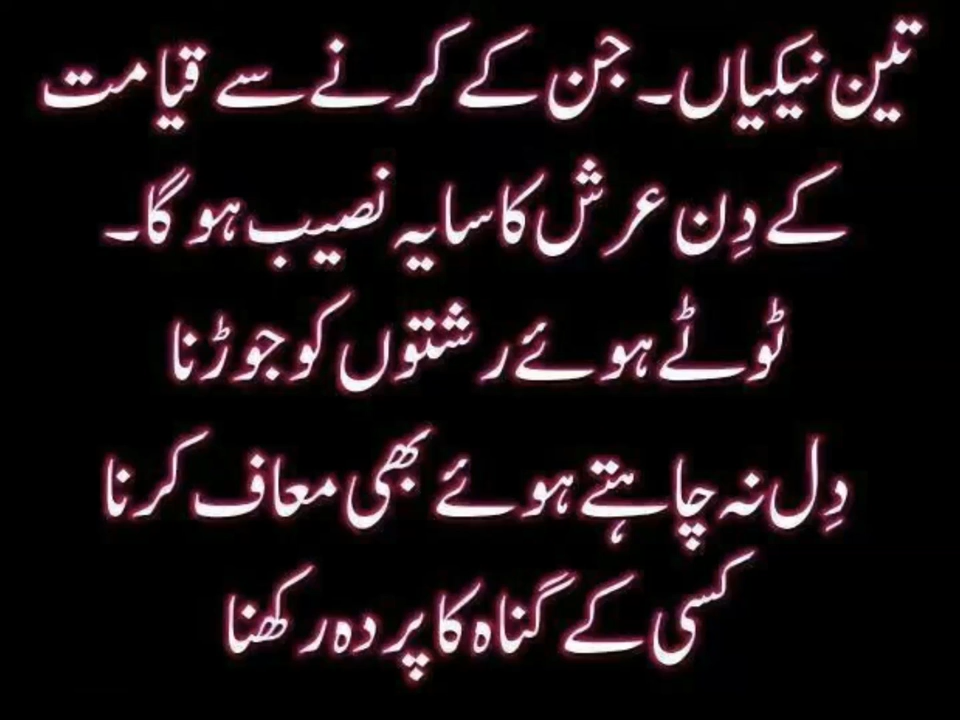 تین نیکیاں۔ جن کے کرنے سے قیامت
کے دِن عرش کا سایہ نصیب ہو گا۔
ٹوٹے ہوئے رشتوں کو جوڑنا
دِل نہ چاہتے ہوئے بھی معاف کرنا
کسی کے گناہ کا پردہ رکھنا